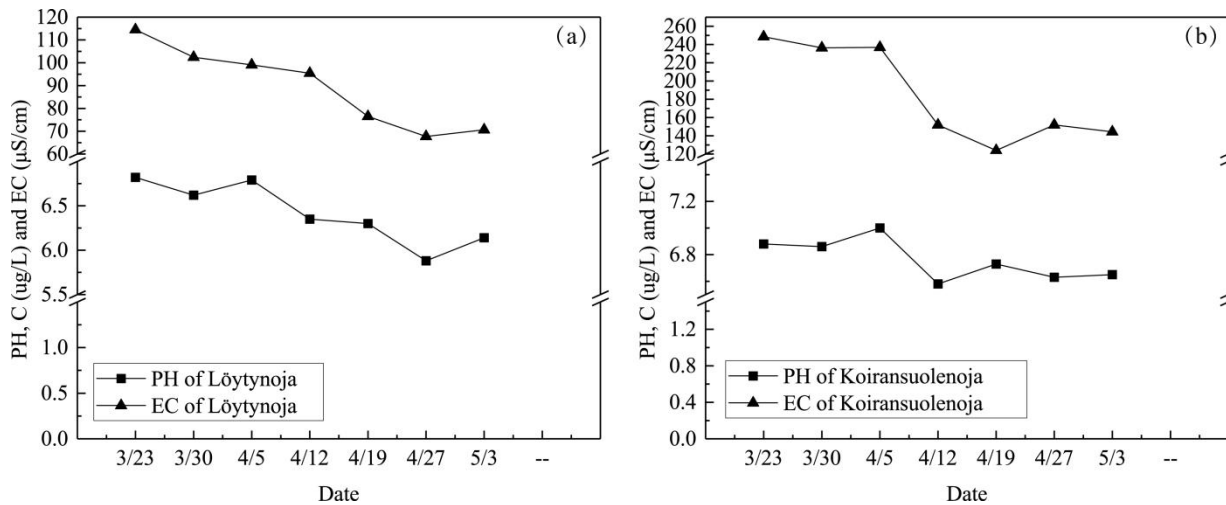 (a)
PH, C (ug/L) and EC ((μS/cm)
120
110
100
90
80
70
60
6.5
6.0
5.5
1.0
0.5
0.0
PH of Löytynoja
EC of Löytynoja
3/23 3/30 4/5 4/12 4/19 4/27 5/3 --
Date
(b)
PH, C (ug/L) and EC ((μS/cm)
260
240
220
200
180
160
140
120
7.2
6.8
1.2
0.8
0.4
0.0
PH of Koiransuolenoja
EC of Koiransuolenoja
3/23 3/30 4/5 4/12 4/19 4/27 5/3 --
Date